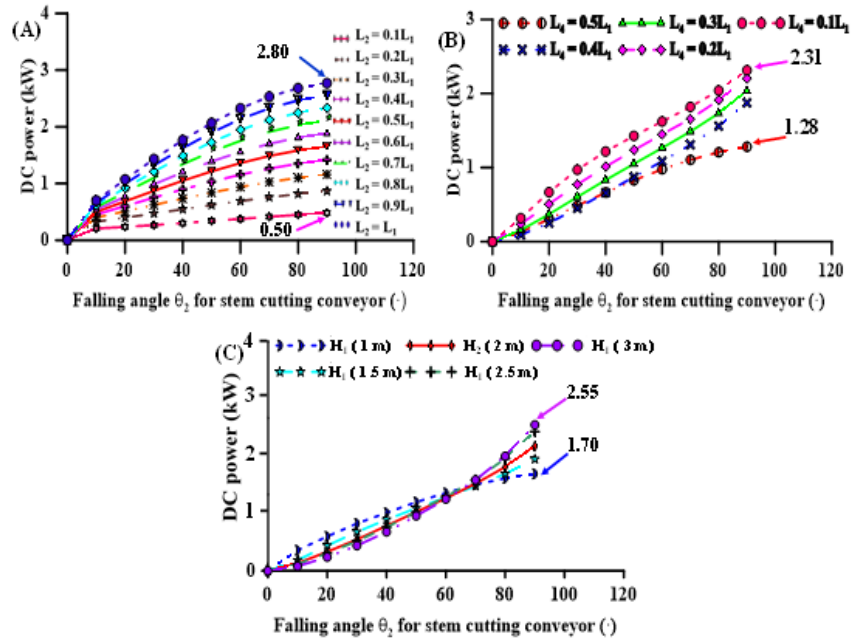 (A)
DC power (kW)
4
3
2
1
0
0 20 40 60 80 100 120
2.80
0.50
L₂ = 0.1L₁
L₂ = 0.2L₁
L₂ = 0.3L₁
L₂ = 0.4L₁
L₂ = 0.5L₁
L₂ = 0.6L₁
L₂ = 0.7L₁
L₂ = 0.8L₁
L₂ = 0.9L₁
L₂ = L₁
Falling angle θ₂ for stem cutting conveyor (·)
(B)
DC power (kW)
3
2
1
0
0 20 40 60 80 100 120
L₄ = 0.5L₁ L₄ = 0.3L₁ L₄ = 0.1L₁
L₄ = 0.4L₁ L₄ = 0.2L₁
2.31
1.28
Falling angle θ₂ for stem cutting conveyor (·)
(C)
DC power (kW)
4
3
2
1
0
0 20 40 60 80 100 120
H₁ ( 1 m) H₂ ( 2 m) H₁ ( 3 m)
H₁ ( 1 5 m) H₁ ( 2.5 m)
2.55
1.70
Falling angle θ₂ for stem cutting conveyor (·)